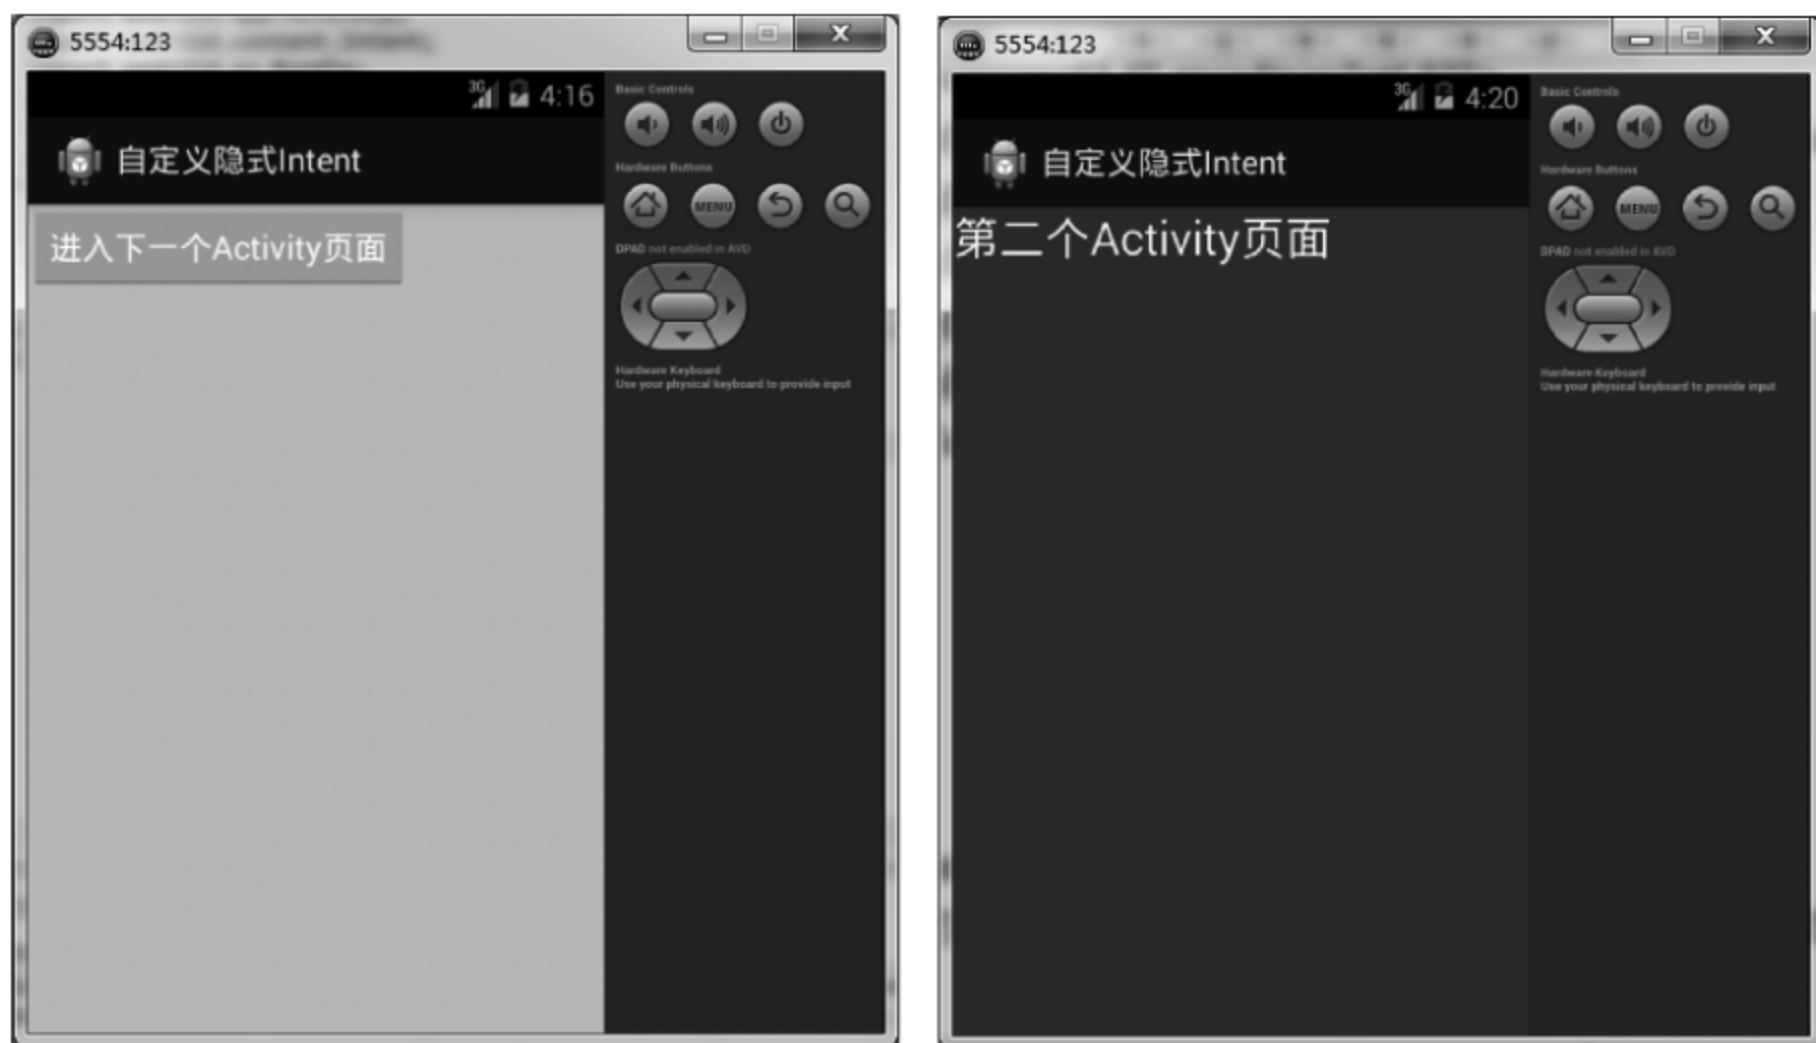 5554:123
3G 4:16
自定义隐式Intent
进入下一个Activity页面
Basic Controls
Hardware Buttons
MENU
DPAD not enabled in AVD
Hardware Keyboard
Use your physical keyboard to provide input
5554:123
3G 4:20
自定义隐式Intent
第二个Activity页面
Basic Controls
Hardware Buttons
MENU
DPAD not enabled in AVD
Hardware Keyboard
Use your physical keyboard to provide input